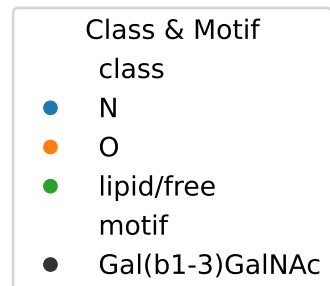 Class & Motif
class
N
O
lipid/free
motif
Gal(b1-3)GalNAc